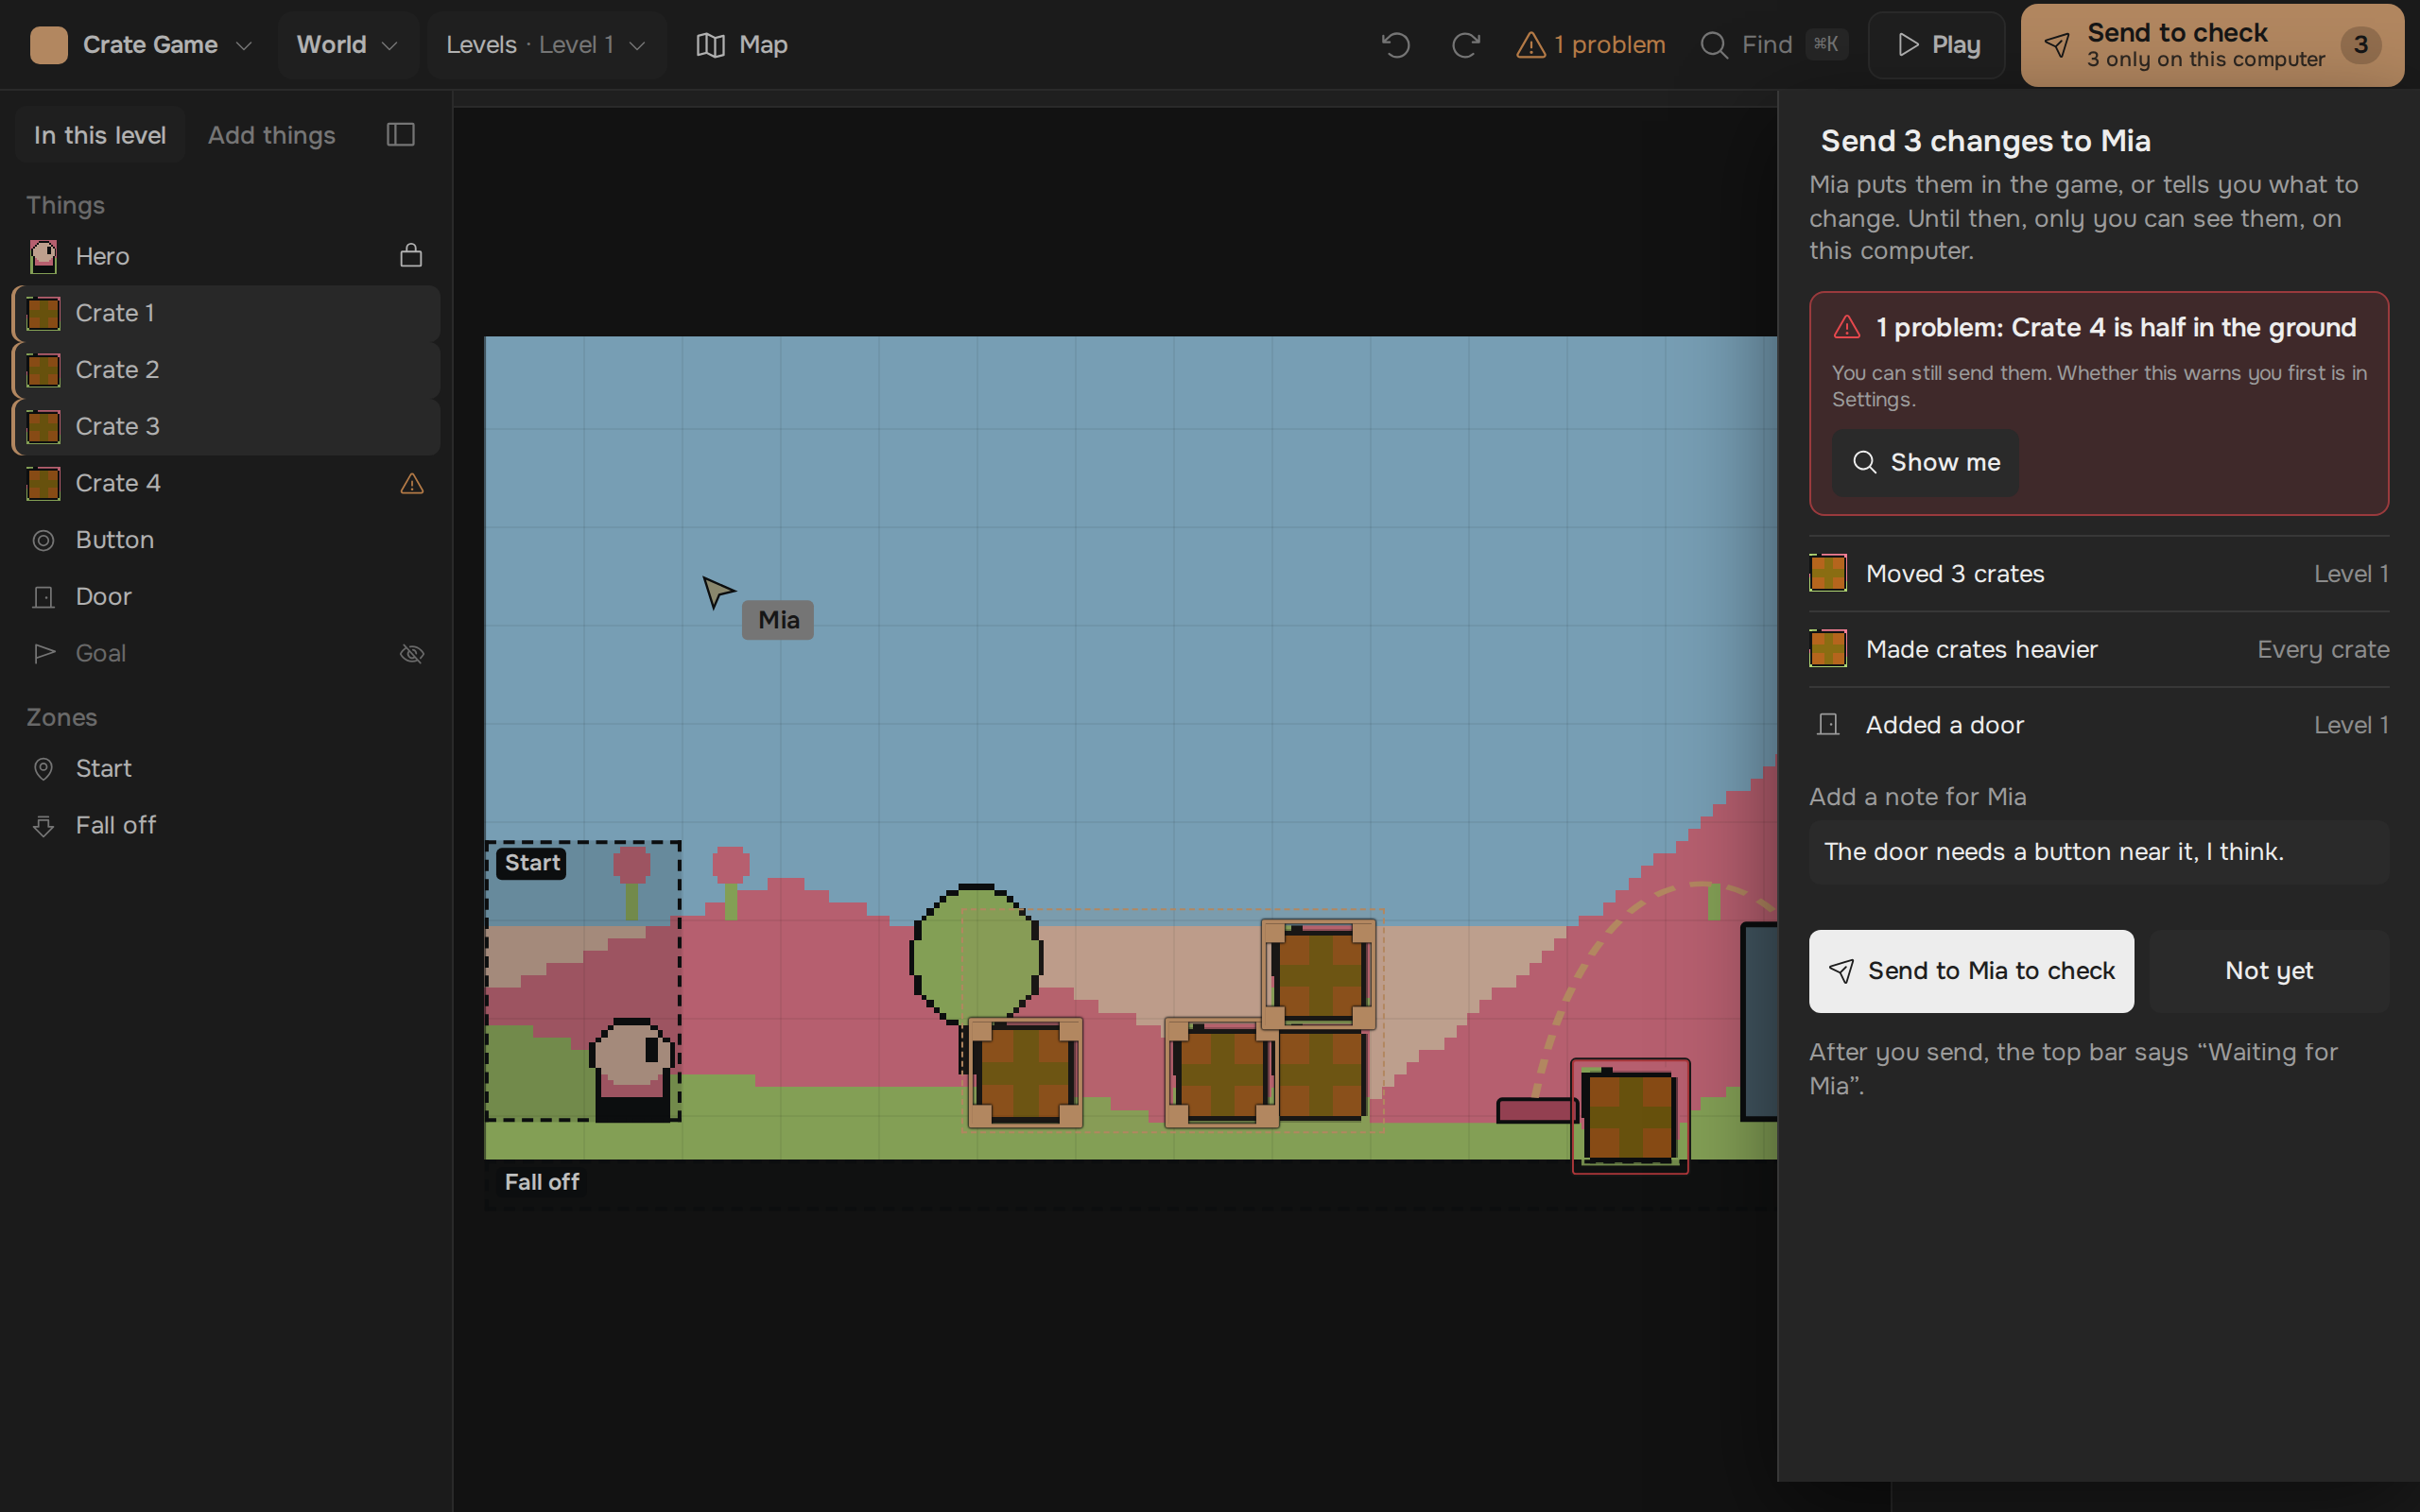 Crate Game
World
Levels · Level 1
Map
1 problem
Find ⌘K
Play
Send to check
3 only on this computer
3
In this level
Add things
Things
Hero
Crate 1
Crate 2
Crate 3
Crate 4
Button
Door
Goal
Zones
Start
Fall off
Mia
Start
Fall off
Send 3 changes to Mia
Mia puts them in the game, or tells you what to
change. Until then, only you can see them, on
this computer.
1 problem: Crate 4 is half in the ground
You can still send them. Whether this warns you first is in
Settings.
Show me
Moved 3 crates Level 1
Made crates heavier Every crate
Added a door Level 1
Add a note for Mia
The door needs a button near it, I think.
Send to Mia to check
Not yet
After you send, the top bar says “Waiting for
Mia”.